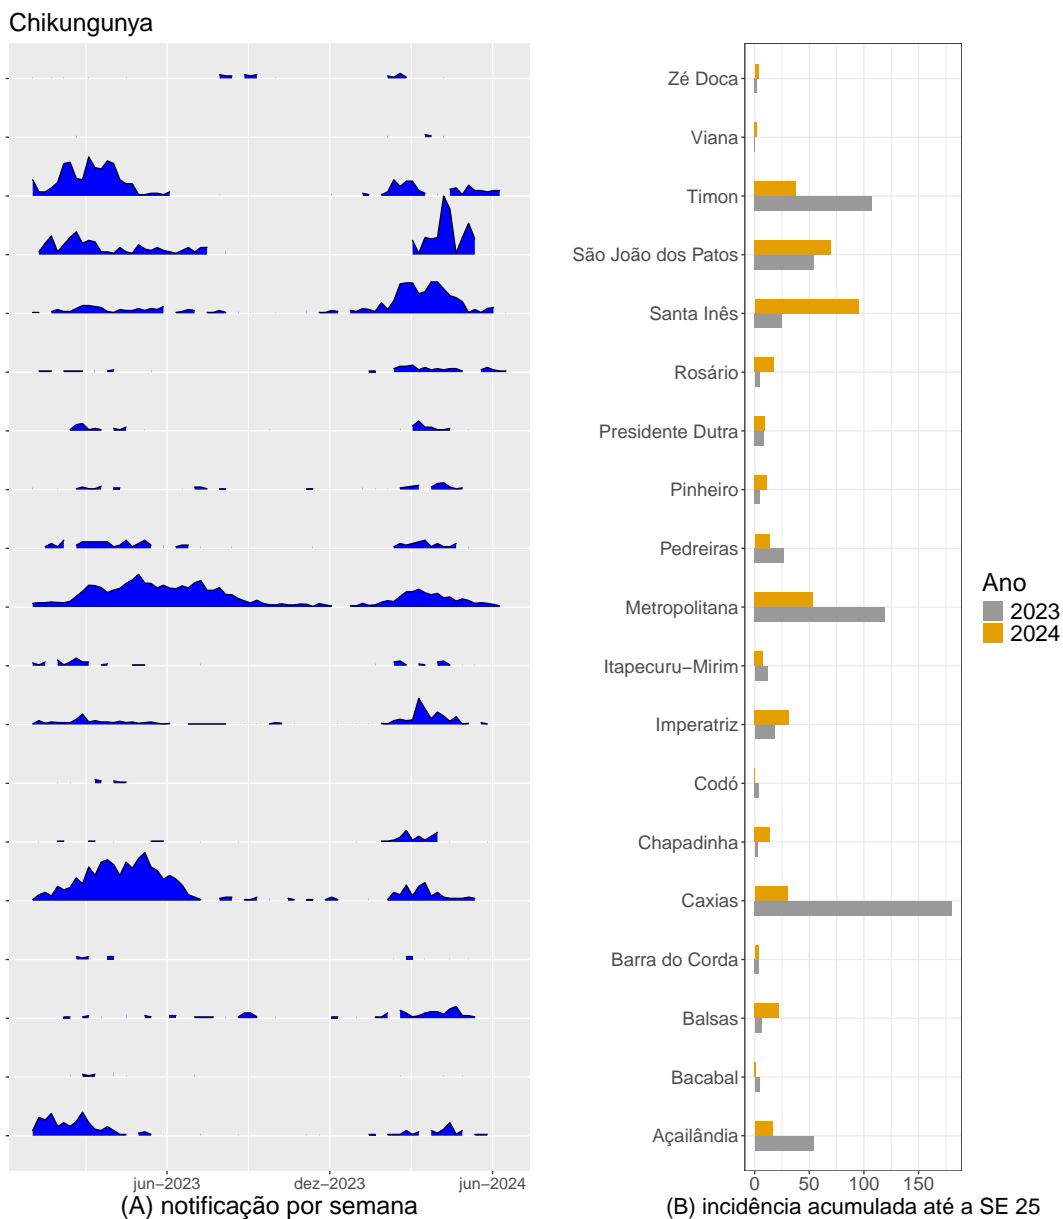 Chikungunya
Zé Doca
Viana
Timon
São João dos Patos
Santa Inês
Rosário
Presidente Dutra
Pinheiro
Pedreiras
Metropolitana
Itapecuru−Mirim
Imperatriz
Codó
Chapadinha
Caxias
Barra do Corda
Balsas
Bacabal
Açailândia
Ano
2023
2024
jun−2023 dez−2023 jun−2024
(A) notificação por semana
0 50 100 150
(B) incidência acumulada até a SE 25